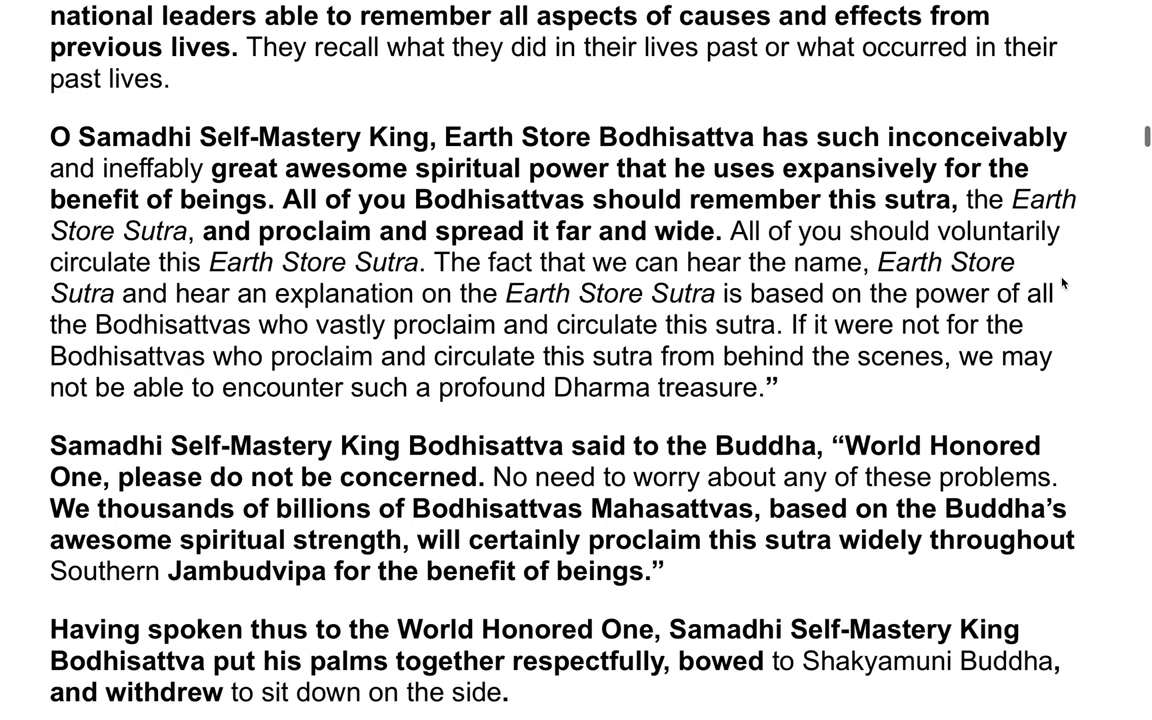 national leaders able to remember all aspects of causes and effects from
previous lives. They recall what they did in their lives past or what occurred in their
past lives.
O Samadhi Self-Mastery King, Earth Store Bodhisattva has such inconceivably
and ineffably great awesome spiritual power that he uses expansively for the
benefit of beings. All of you Bodhisattvas should remember this sutra, the Earth
Store Sutra, and proclaim and spread it far and wide. All of you should voluntarily
circulate this Earth Store Sutra. The fact that we can hear the name, Earth Store
Sutra and hear an explanation on the Earth Store Sutra is based on the power of all
the Bodhisattvas who vastly proclaim and circulate this sutra. If it were not for the
Bodhisattvas who proclaim and circulate this sutra from behind the scenes, we may
not be able to encounter such a profound Dharma treasure.”
Samadhi Self-Mastery King Bodhisattva said to the Buddha, “World Honored
One, please do not be concerned. No need to worry about any of these problems.
We thousands of billions of Bodhisattvas Mahasattvas, based on the Buddha’s
awesome spiritual strength, will certainly proclaim this sutra widely throughout
Southern Jambudvipa for the benefit of beings.”
Having spoken thus to the World Honored One, Samadhi Self-Mastery King
Bodhisattva put his palms together respectfully, bowed to Shakyamuni Buddha,
and withdrew to sit down on the side.